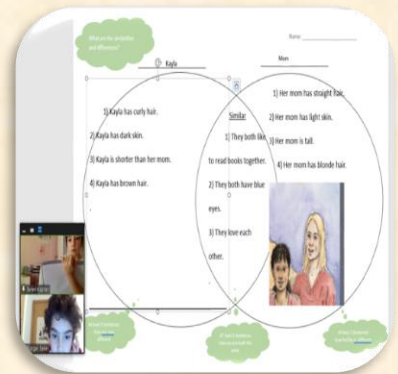 What are the similarities
and differences?
Name:
Kayla
Mom
1) Kayla has curly hair.
2) Kayla has dark skin.
3) Kayla is shorter than her mom.
4) Kayla has brown hair.
Similar
1) They both like
to read books together.
2) They both have blue
eyes.
3) They love each
other.
1) Her mom has straight hair.
2) Her mom has light skin.
3) Her mom is tall.
4) Her mom has blonde hair.